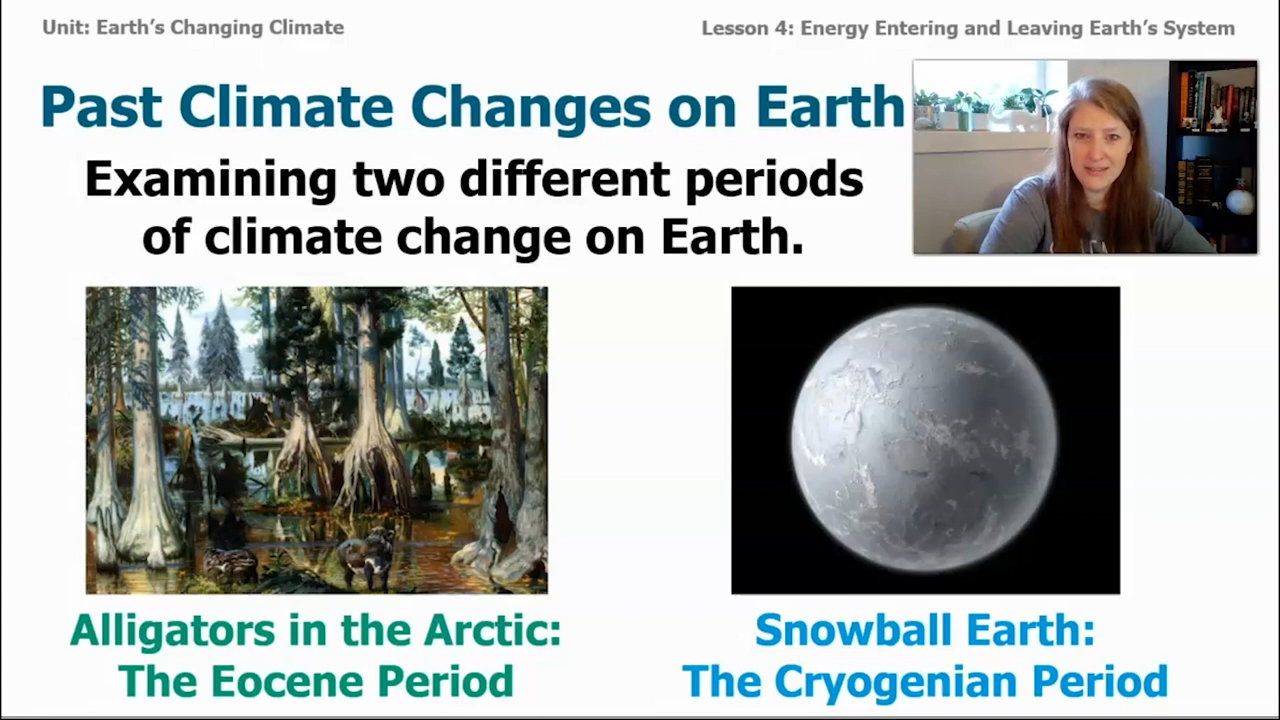 Unit: Earth's Changing Climate
Lesson 4: Energy Entering and Leaving Earth's System
Past Climate Changes on Earth
Examining two different periods
of climate change on Earth.
Alligators in the Arctic:
The Eocene Period
Snowball Earth:
The Cryogenian Period